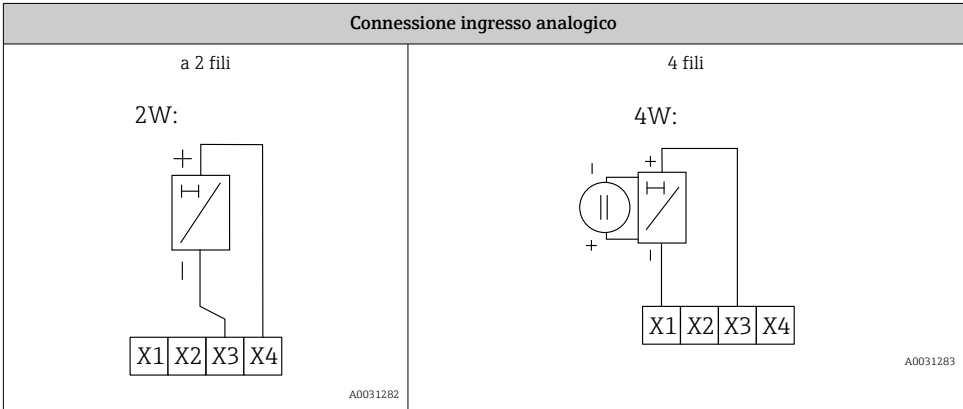 Connessione ingresso analogico
a 2 fili
2W:
+
−
X1 X2 X3 X4
A0031282
4 fili
4W:
− +
+ −
X1 X2 X3 X4
A0031283